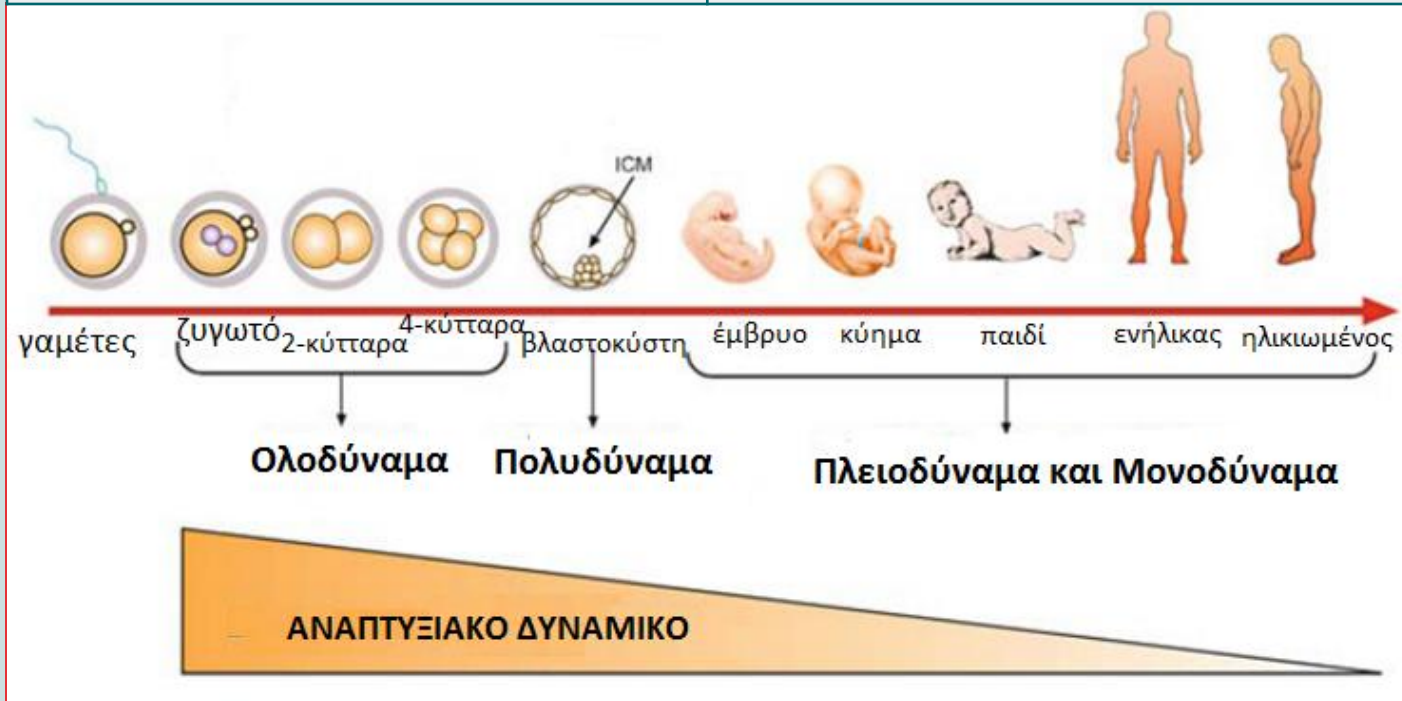 ICM
γαμέτες
ζυγωτό
2-κύτταρα
4-κύτταρα
βλαστοκύστη
έμβρυο
κύημα
παιδί
ενήλικας
ηλικιωμένος
Ολοδύναμα
Πολυδύναμα
Πλειοδύναμα και Μονοδύναμα
ΑΝΑΠΤΥΞΙΑΚΟ ΔΥΝΑΜΙΚΟ